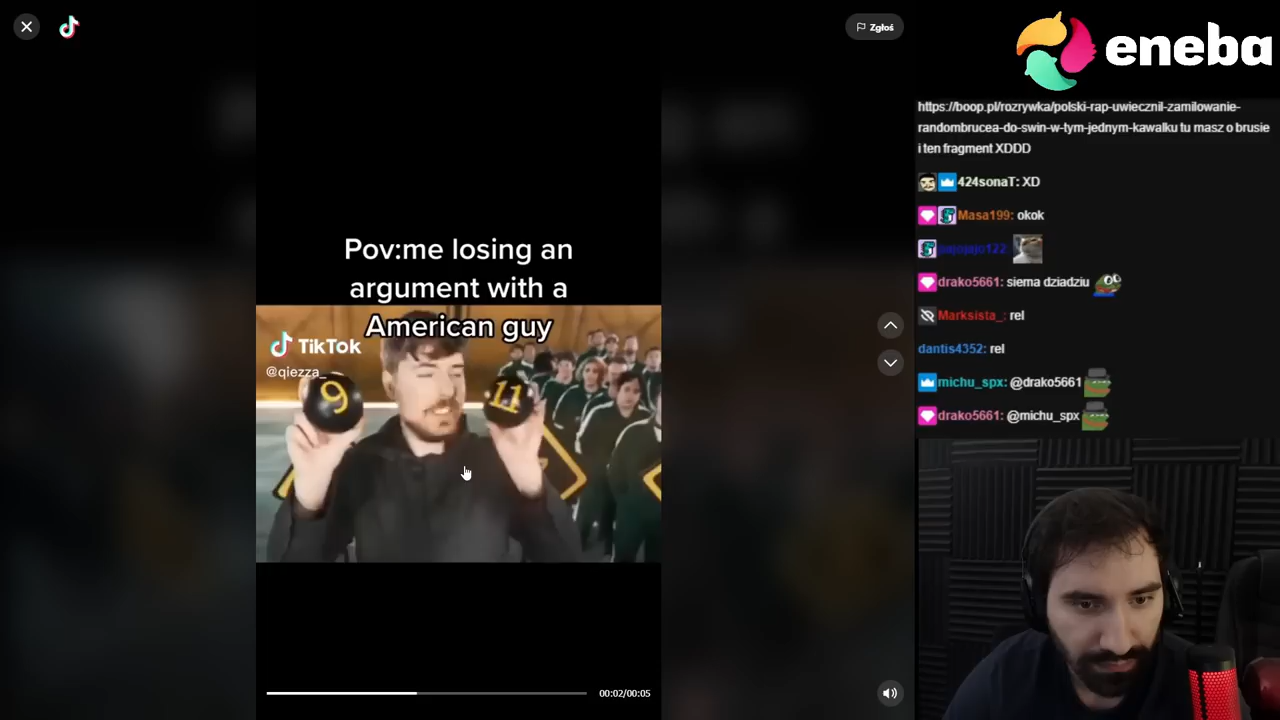 Zgłoś
eneba
Pov:me losing an
argument with a
American guy
TikTok
@qiezza_
9
11
00:02/00:05
https://boop.pl/rozrywka/polski-rap-uwiecznil-zamilowanie-
randombrucea-do-swin-w-tym-jednym-kawalku tu masz o brusie
i ten fragment XDDD
424sonaT: XD
Masa199: okok
drako5661: siema dziadziu
Marksista_: rel
dantis4352: rel
michu_spx: @drako5661
drako5661: @michu_spx